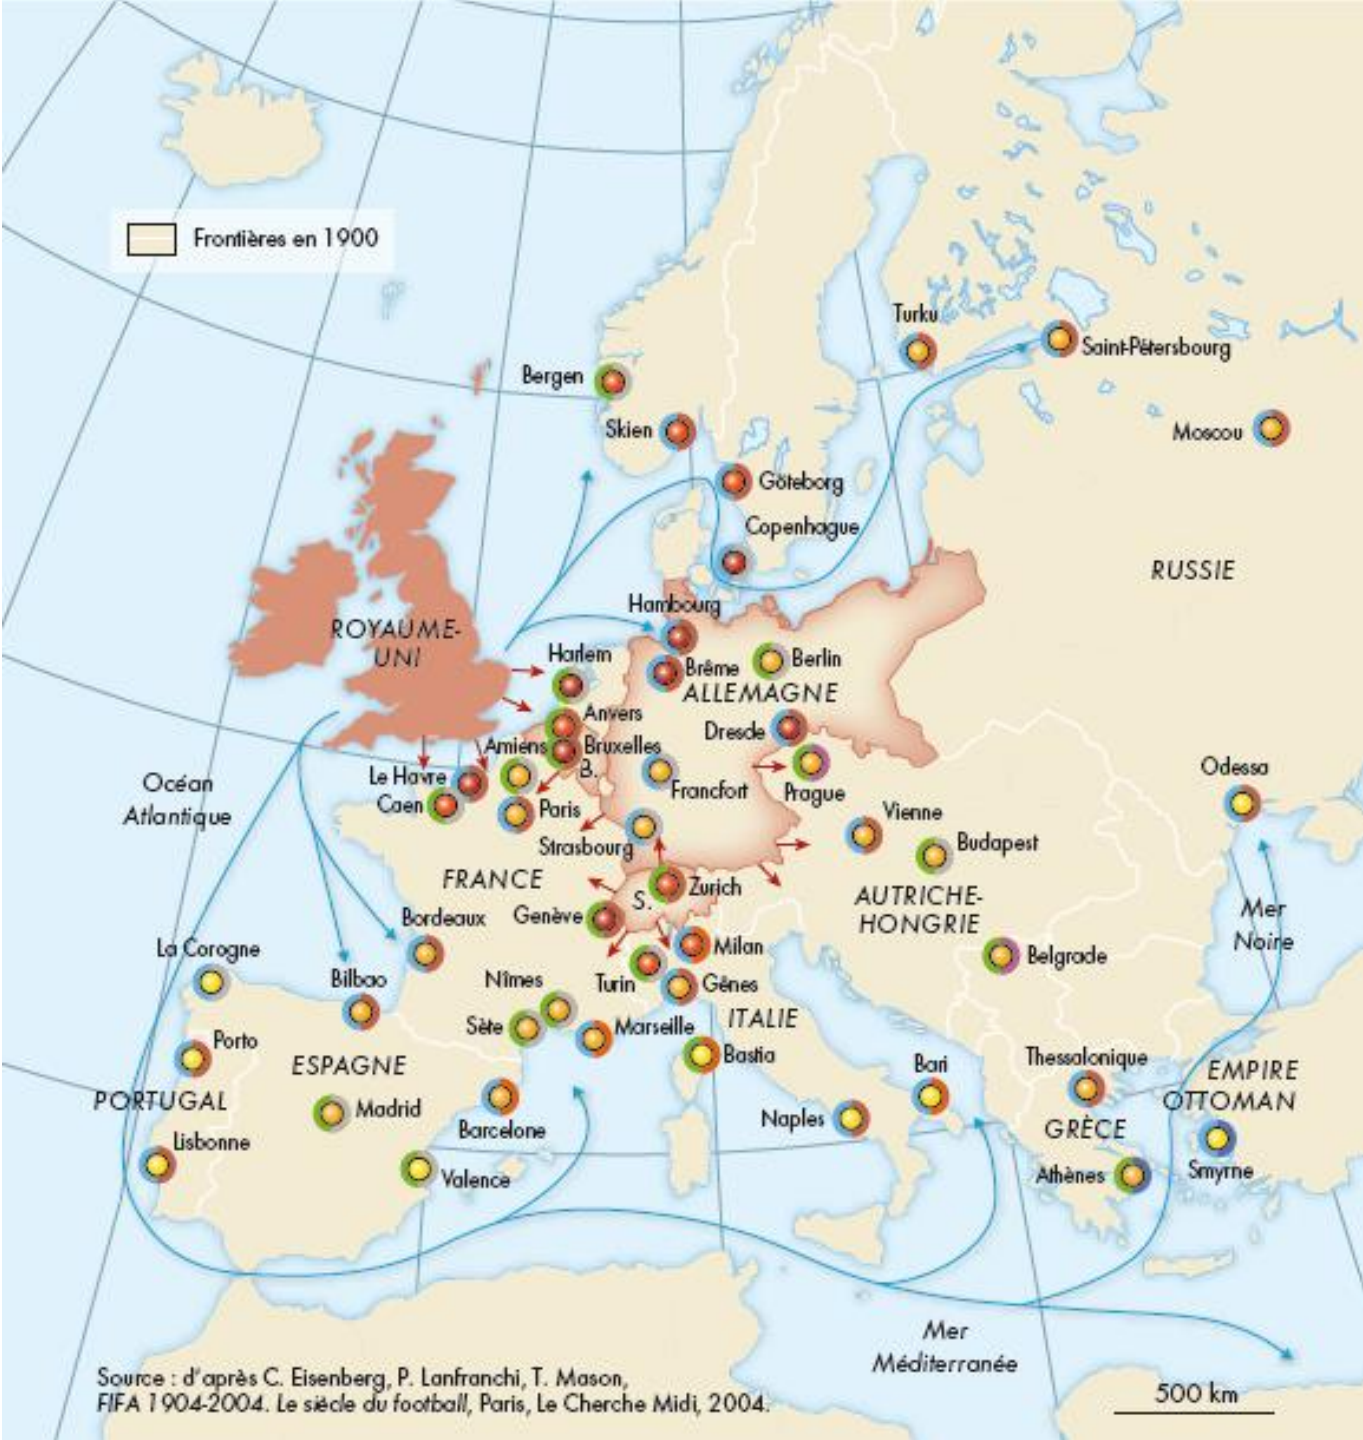 Frontières en 1900
Turku
Saint-Pétersbourg
Bergen
Skien
Moscou
Göteborg
Copenhague
RUSSIE
Hambourg
ROYAUME-
UNI
Harlem
Brême
Berlin
ALLEMAGNE
Anvers
Dresde
Amiens
Bruxelles
B.
Le Havre
Caen
Paris
Francfort
Prague
Odessa
Océan
Atlantique
Vienne
Strasbourg
Budapest
FRANCE
Zurich
S.
AUTRICHE-
HONGRIE
Genève
Bordeaux
Mer
Noire
La Corogne
Milan
Belgrade
Bilbao
Nîmes
Turin
Gênes
Sète
Marseille
ITALIE
Porto
Bastia
ESPAGNE
Bari
Thessalonique
EMPIRE
OTTOMAN
PORTUGAL
Madrid
Barcelone
Naples
GRÈCE
Lisbonne
Valence
Athènes
Smyrne
Mer
Méditerranée
Source : d'après C. Eisenberg, P. Lanfranchi, T. Mason,
FIFA 1904-2004. Le siècle du football, Paris, Le Cherche Midi, 2004.
500 km